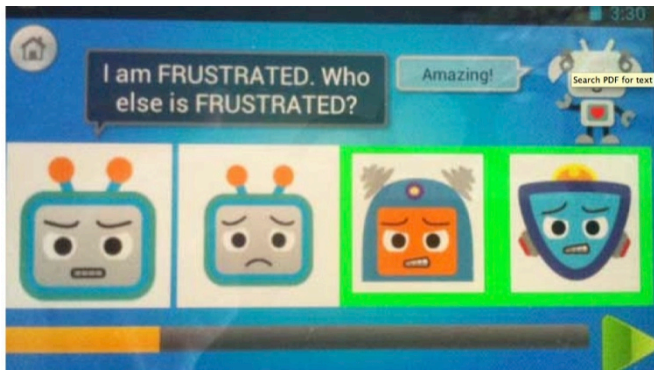 3:30
I am FRUSTRATED. Who
else is FRUSTRATED?
Amazing!
Search PDF for text